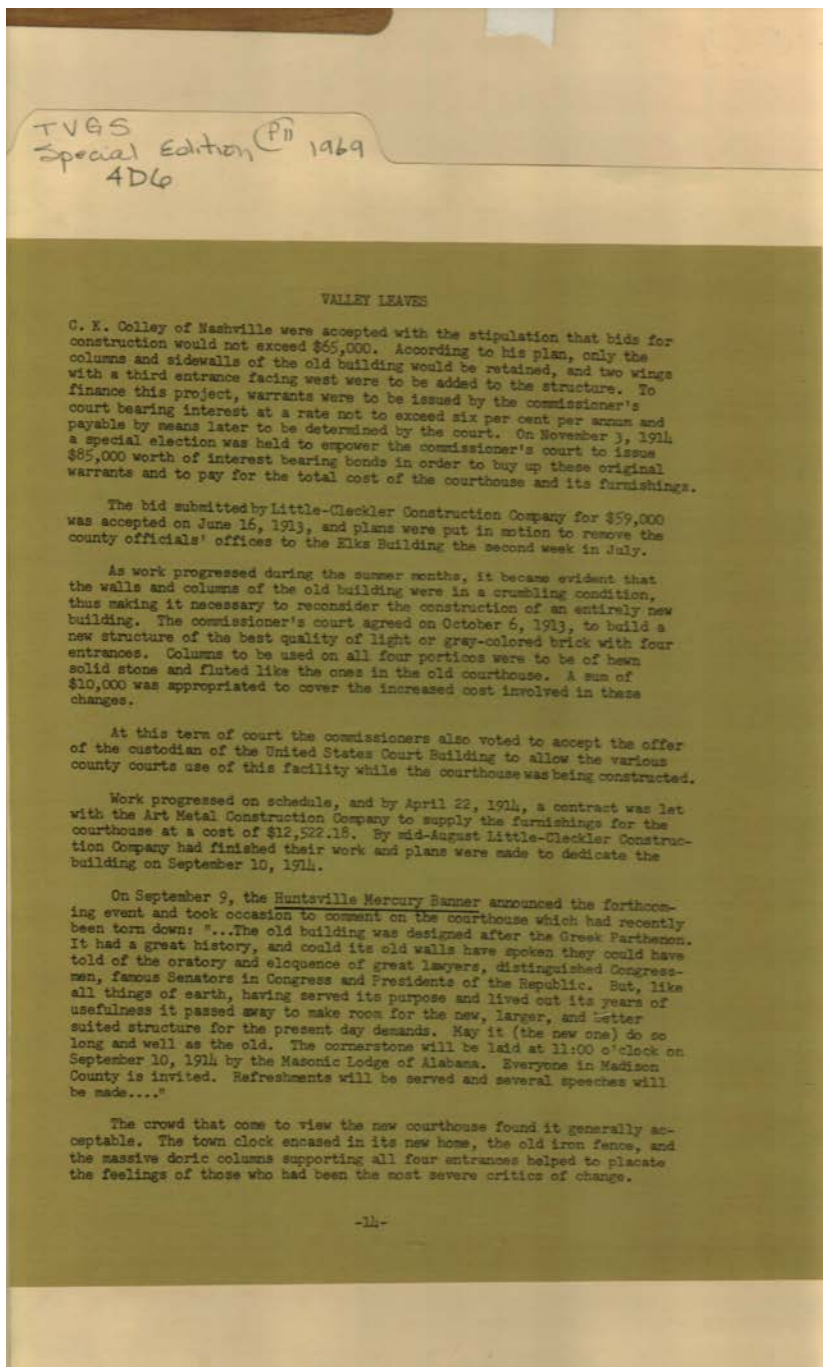 TVGS
Special Edition P11 1969
4D6
VALLEY LEAVES
C. K. Colley of Nashville were accepted with the stipulation that bids for
construction would not exceed $65,000. According to his plan, only the
columns and sidewalls of the old building would be retained, and two wings
with a third entrance facing west were to be added to the structure. To
finance this project, warrants were to be issued by the commissioner's
court bearing interest at a rate not to exceed six per cent per annum and
payable by means later to be determined by the court. On November 3, 1914
a special election was held to empower the commissioner's court to issue
$85,000 worth of interest bearing bonds in order to buy up these original
warrants and to pay for the total cost of the courthouse and its furnishings.
The bid submitted by Little-Cleckler Construction Company for $59,000
was accepted on June 16, 1913, and plans were put in motion to remove the
county officials' offices to the Elks Building the second week in July.
As work progressed during the summer months, it became evident that
the walls and columns of the old building were in a crumbling condition,
thus making it necessary to reconsider the construction of an entirely new
building. The commissioner's court agreed on October 6, 1913, to build a
new structure of the best quality of light or gray-colored brick with four
entrances. Columns to be used on all four porticos were to be of hewn
solid stone and fluted like the ones in the old courthouse. A sum of
$10,000 was appropriated to cover the increased cost involved in these
changes.
At this term of court the commissioners also voted to accept the offer
of the custodian of the United States Court Building to allow the various
county courts use of this facility while the courthouse was being constructed.
Work progressed on schedule, and by April 22, 1914, a contract was let
with the Art Metal Construction Company to supply the furnishings for the
courthouse at a cost of $12,522.18. By mid-August Little-Cleckler Construc-
tion Company had finished their work and plans were made to dedicate the
building on September 10, 1914.
On September 9, the Huntsville Mercury Banner announced the forthcom-
ing event and took occasion to comment on the courthouse which had recently
been torn down: "...The old building was designed after the Greek Parthenon.
It had a great history, and could its old walls have spoken they could have
told of the oratory and eloquence of great lawyers, distinguished Congress-
men, famous Senators in Congress and Presidents of the Republic. But, like
all things of earth, having served its purpose and lived out its years of
usefulness it passed away to make room for the new, larger, and better
suited structure for the present day demands. May it (the new one) do so
long and well as the old. The cornerstone will be laid at 11:00 o'clock on
September 10, 1914 by the Masonic Lodge of Alabama. Everyone in Madison
County is invited. Refreshments will be served and several speeches will
be made...."
The crowd that come to view the new courthouse found it generally ac-
ceptable. The town clock encased in its new home, the old iron fence, and
the massive doric columns supporting all four entrances helped to placate
the feelings of those who had been the most severe critics of change.
-14-